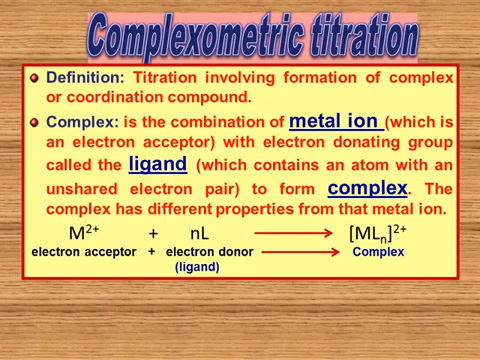 Complexometric titration
Definition: Titration involving formation of complex
or coordination compound.
Complex: is the combination of metal ion (which is
an electron acceptor) with electron donating group
called the ligand (which contains an atom with an
unshared electron pair) to form complex. The
complex has different properties from that metal ion.
M²⁺ + nL ⟶ [MLₙ]²⁺
electron acceptor + electron donor ⟶ Complex
(ligand)